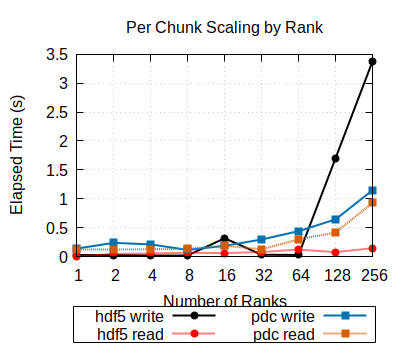 Per Chunk Scaling by Rank
3.5
3
2.5
2
1.5
1
0.5
0
Elapsed Time (s)
1 2 4 8 16 32 64 128 256
Number of Ranks
hdf5 write pdc write
hdf5 read pdc read